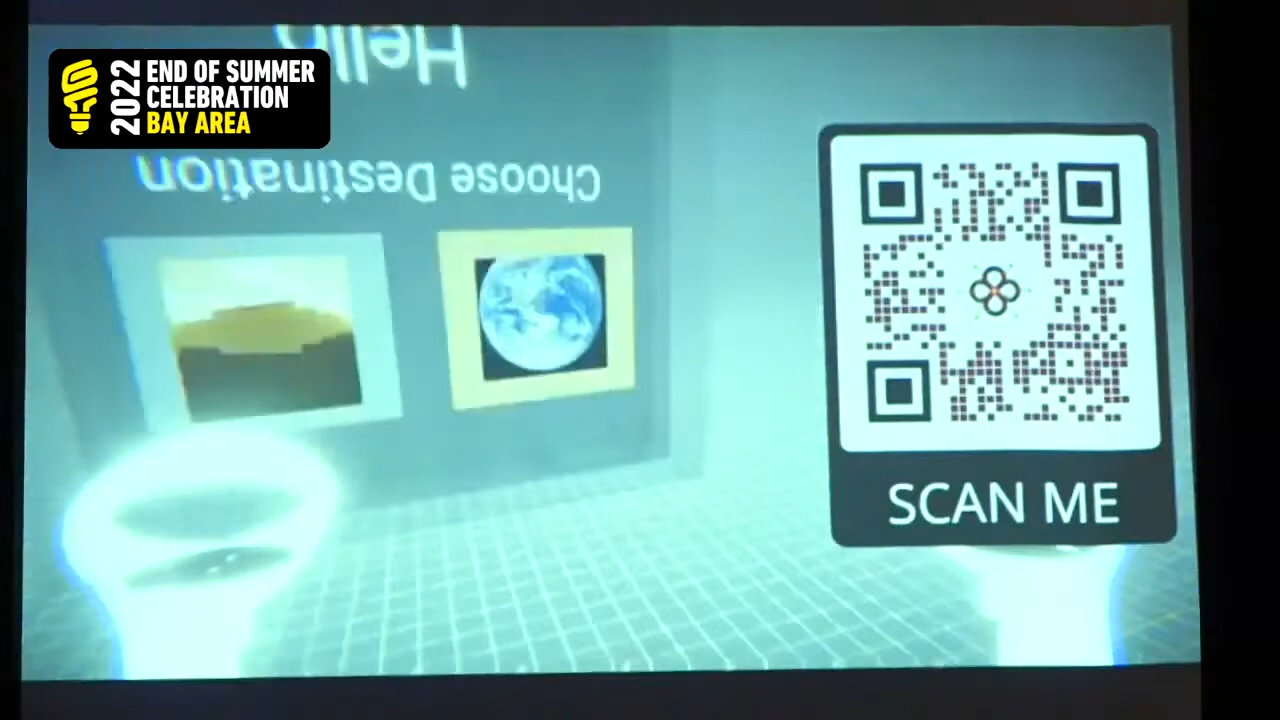 2022
END OF SUMMER
CELEBRATION
BAY AREA
Hello
Choose Destination
SCAN ME